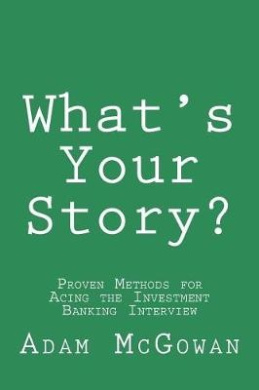 What's
Your
Story?
Proven Methods for
Acing the Investment
Banking Interview
Adam McGowan